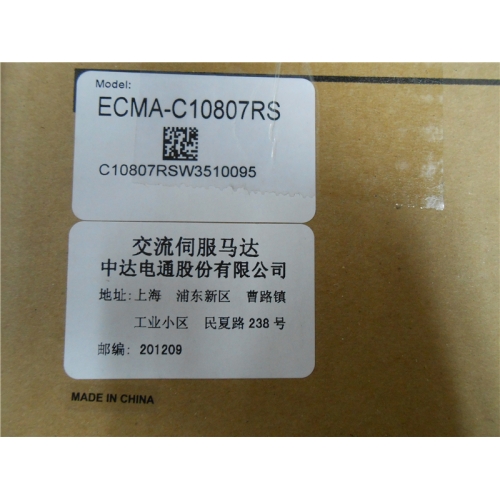 Model:
ECMA-C10807RS
C10807RSW3510095
交流伺服马达
中达电通股份有限公司
地址:上海 浦东新区 曹路镇
工业小区 民夏路 238 号
邮编: 201209
MADE IN CHINA